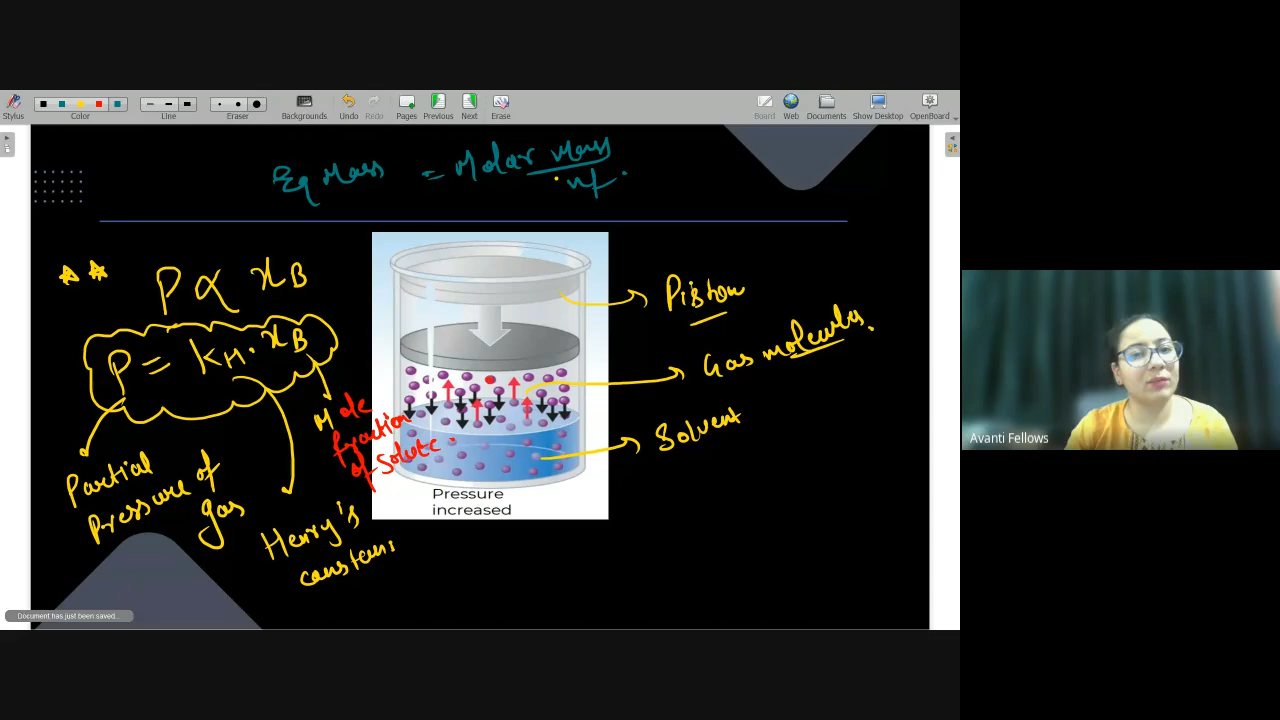 Stylus
Color
Line
Eraser
Backgrounds
Undo
Redo
Pages
Previous
Next
Erase
Board
Web
Documents
Show Desktop
OpenBoard
Eq Mass = Molar Mass
nf
P ∝ xB
P = KH . xB
Partial
Pressure of
gas
Henry's
Mole
fraction
of Solute
Piston
Gas molecules.
Solvent
Pressure
increased
Avanti Fellows
Document has just been saved...